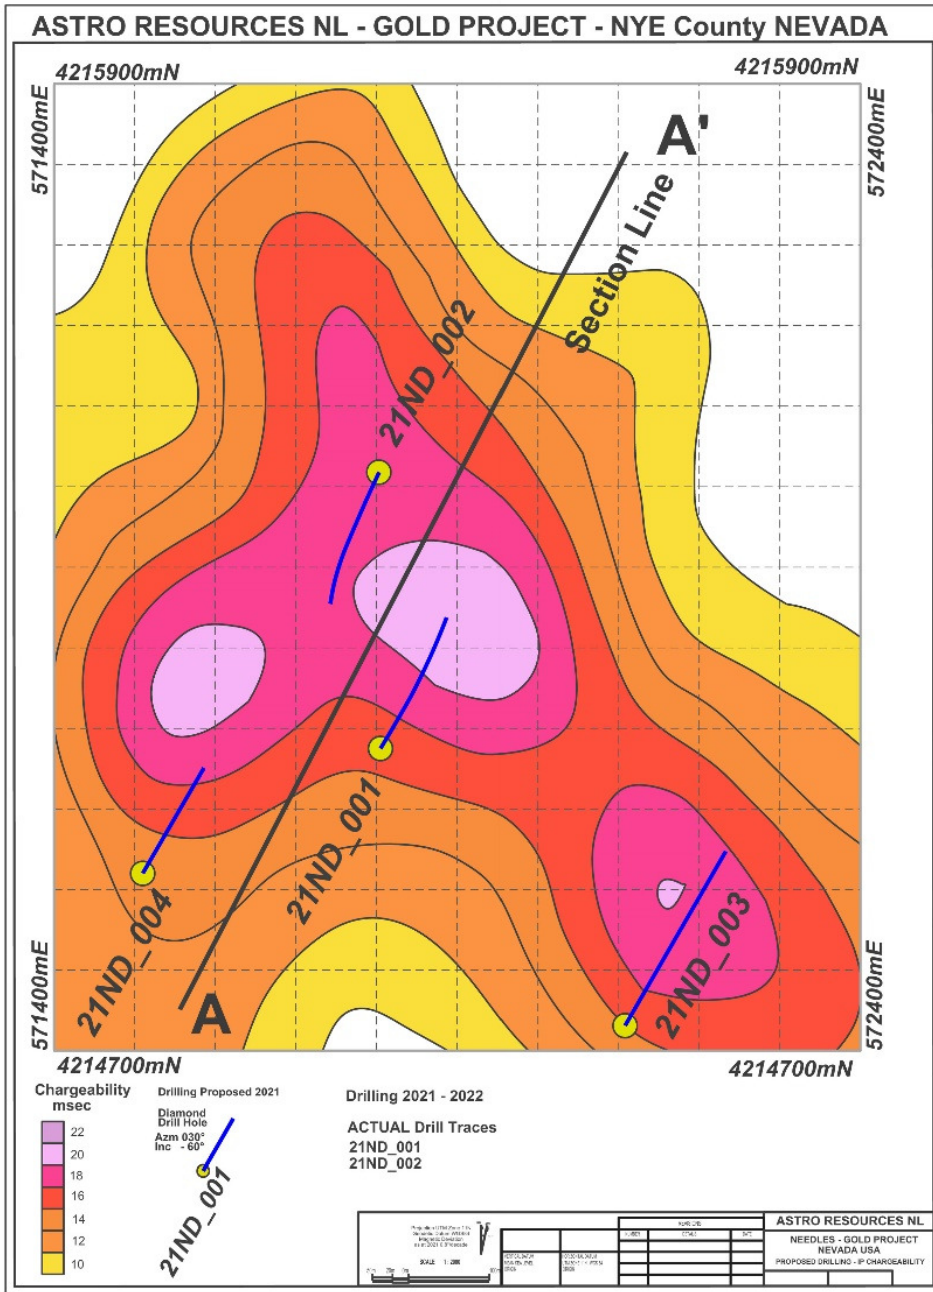 ASTRO RESOURCES NL - GOLD PROJECT - NYE County NEVADA
4215900mN
4215900mN
571400mE
572400mE
A'
Section Line
21ND_002
21ND_001
21ND_004
21ND_003
A
571400mE
572400mE
4214700mN
4214700mN
Chargeability
msec
22
20
18
16
14
12
10
Drilling Proposed 2021
Diamond
Drill Hole
Azm 030°
Inc - 60°
21ND_001
Drilling 2021 - 2022
ACTUAL Drill Traces
21ND_001
21ND_002
SCALE 1: 2000
NUMBER
DETAILS
DATE
ASTRO RESOURCES NL
NEEDLES - GOLD PROJECT
NEVADA USA
PROPOSED DRILLING - IP CHARGEABILITY